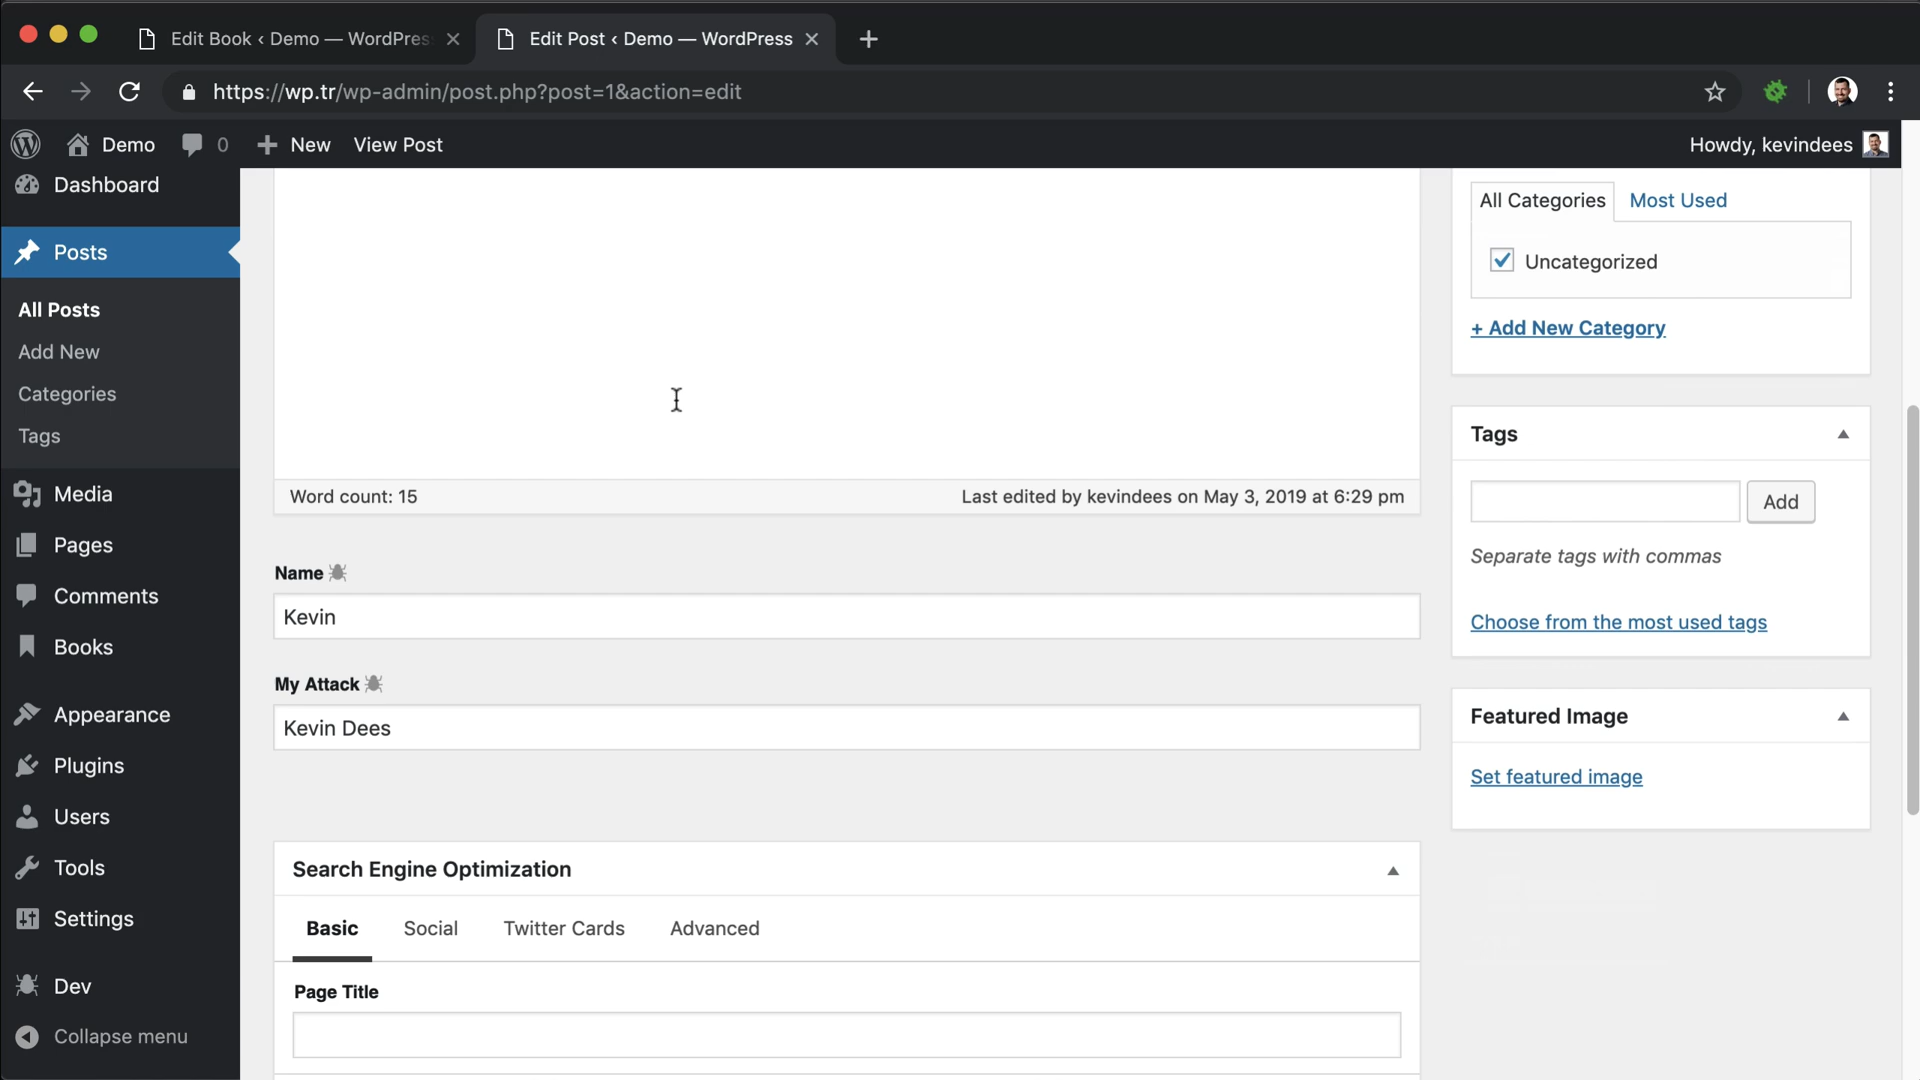 Edit Book ‹ Demo — WordPres
Edit Post ‹ Demo — WordPress
https://wp.tr/wp-admin/post.php?post=1&action=edit
Demo
0
New
View Post
Howdy, kevindees
Dashboard
Posts
All Posts
Add New
Categories
Tags
Media
Pages
Comments
Books
Appearance
Plugins
Users
Tools
Settings
Dev
Collapse menu
Word count: 15
Last edited by kevindees on May 3, 2019 at 6:29 pm
Name
Kevin
My Attack
Kevin Dees
Search Engine Optimization
Basic
Social
Twitter Cards
Advanced
Page Title
All Categories
Most Used
Uncategorized
+ Add New Category
Tags
Add
Separate tags with commas
Choose from the most used tags
Featured Image
Set featured image